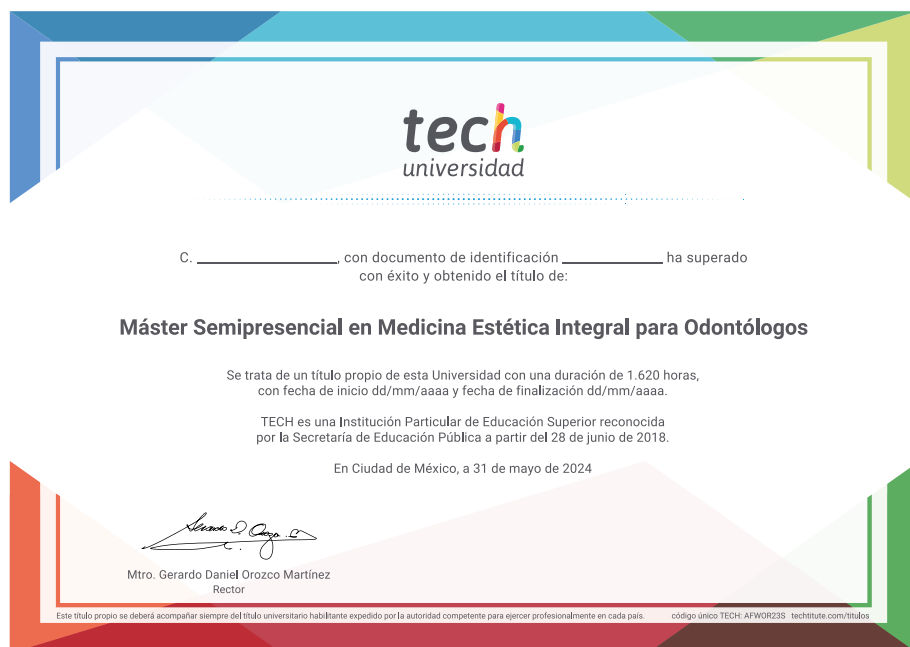 tech
universidad
C. ____________, con documento de identificación ____________ ha superado
con éxito y obtenido el título de:
Máster Semipresencial en Medicina Estética Integral para Odontólogos
Se trata de un título propio de esta Universidad con una duración de 1.620 horas,
con fecha de inicio dd/mm/aaaa y fecha de finalización dd/mm/aaaa.
TECH es una Institución Particular de Educación Superior reconocida
por la Secretaría de Educación Pública a partir del 28 de junio de 2018.
En Ciudad de México, a 31 de mayo de 2024
Mtro. Gerardo Daniel Orozco Martínez
Rector
Este título propio se deberá acompañar siempre del título universitario habilitante expedido por la autoridad competente para ejercer profesionalmente en cada país. código único TECH: AFWOR23S techtitute.com/titulos